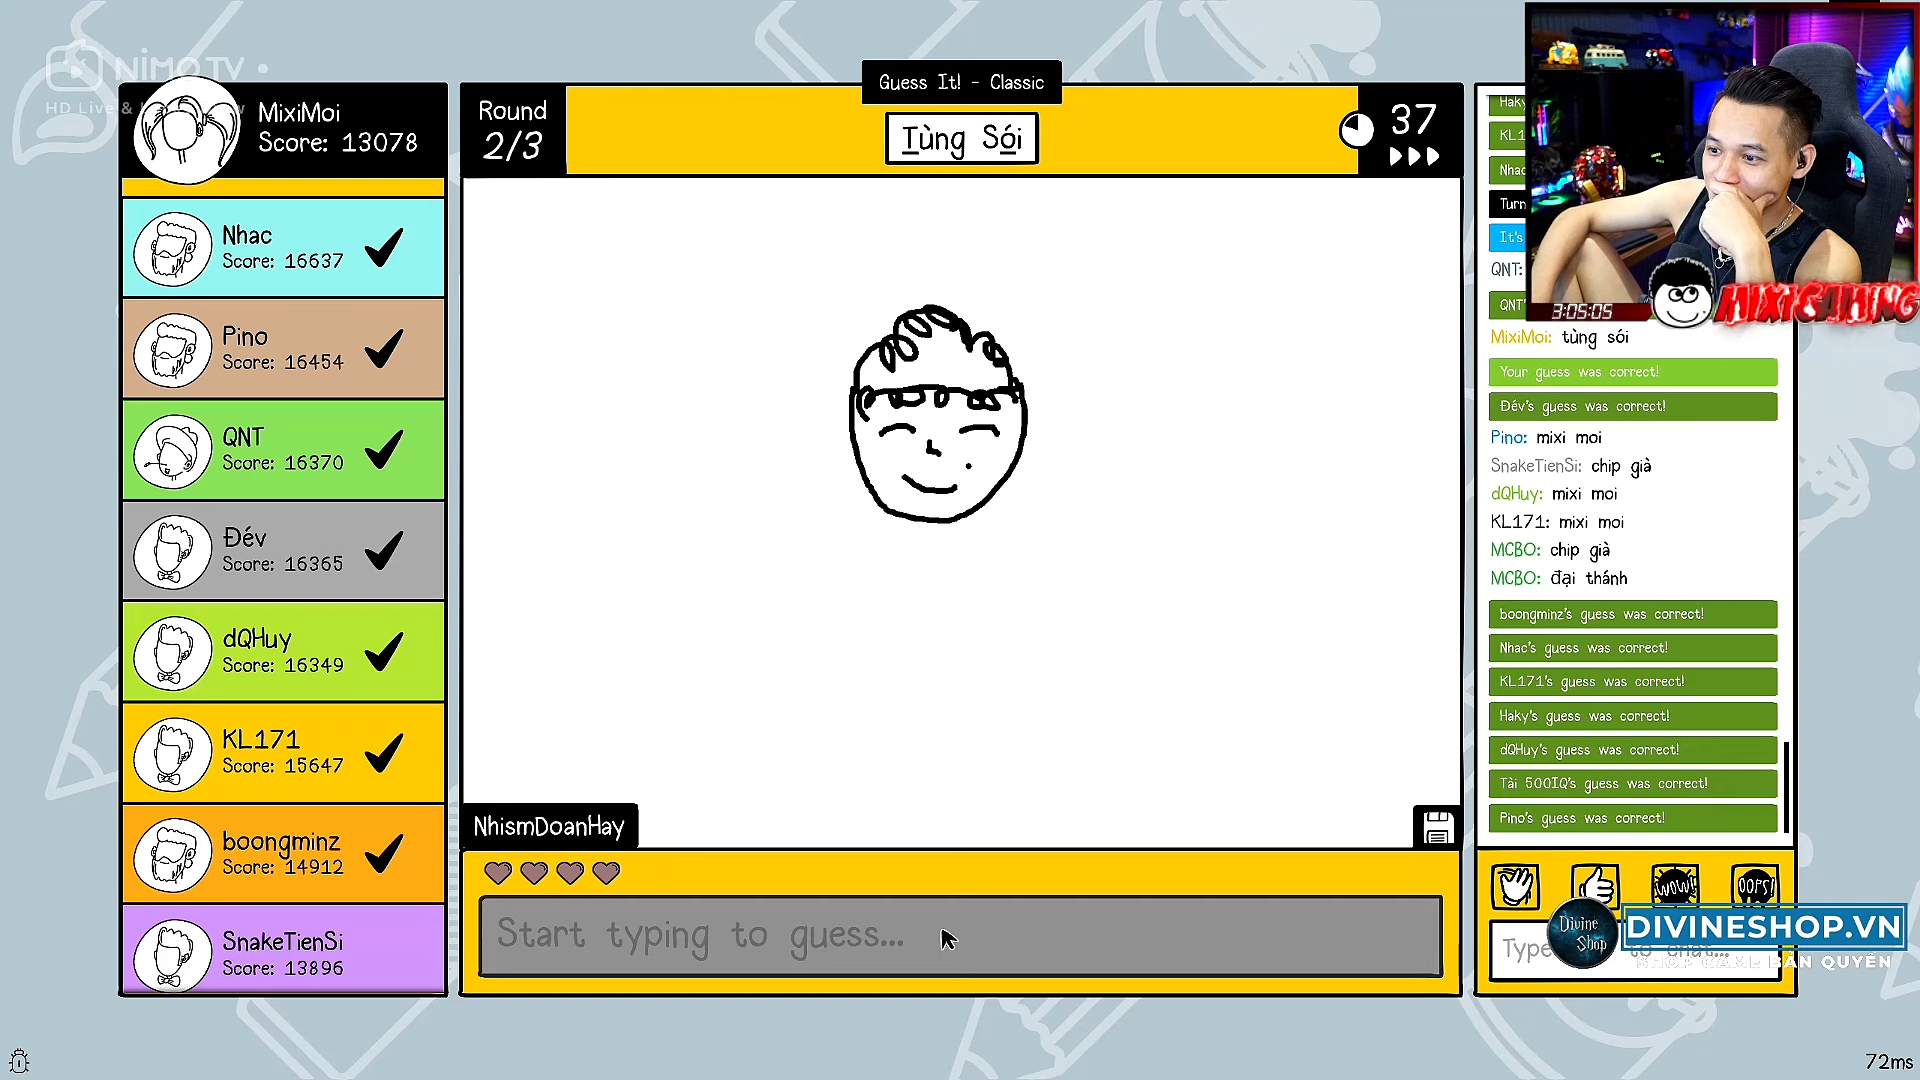 NIMO TV
HD Live &
MixiMoi
Score: 13078
Nhac
Score: 16637
Pino
Score: 16454
QNT
Score: 16370
Đév
Score: 16365
dQHuy
Score: 16349
KL171
Score: 15647
boongminz
Score: 14912
SnakeTienSi
Score: 13896
Round
2/3
Guess It! - Classic
Tùng Sói
37
NhismDoanHay
Start typing to guess...
3:05:05
MIXIGAMING
Haky
KL1
Nhac
Turn
It's
QNT:
QNT'
MixiMoi: tùng sói
Your guess was correct!
Đév's guess was correct!
Pino: mixi moi
SnakeTienSi: chip già
dQHuy: mixi moi
KL171: mixi moi
MCBO: chip già
MCBO: đại thánh
boongminz's guess was correct!
Nhac's guess was correct!
KL171's guess was correct!
Haky's guess was correct!
dQHuy's guess was correct!
Tài 500IQ's guess was correct!
Pino's guess was correct!
WOW!
OOPS!
Divine Shop
DIVINESHOP.VN
SHOP GAME BẢN QUYỀN
Type to chat...
72ms